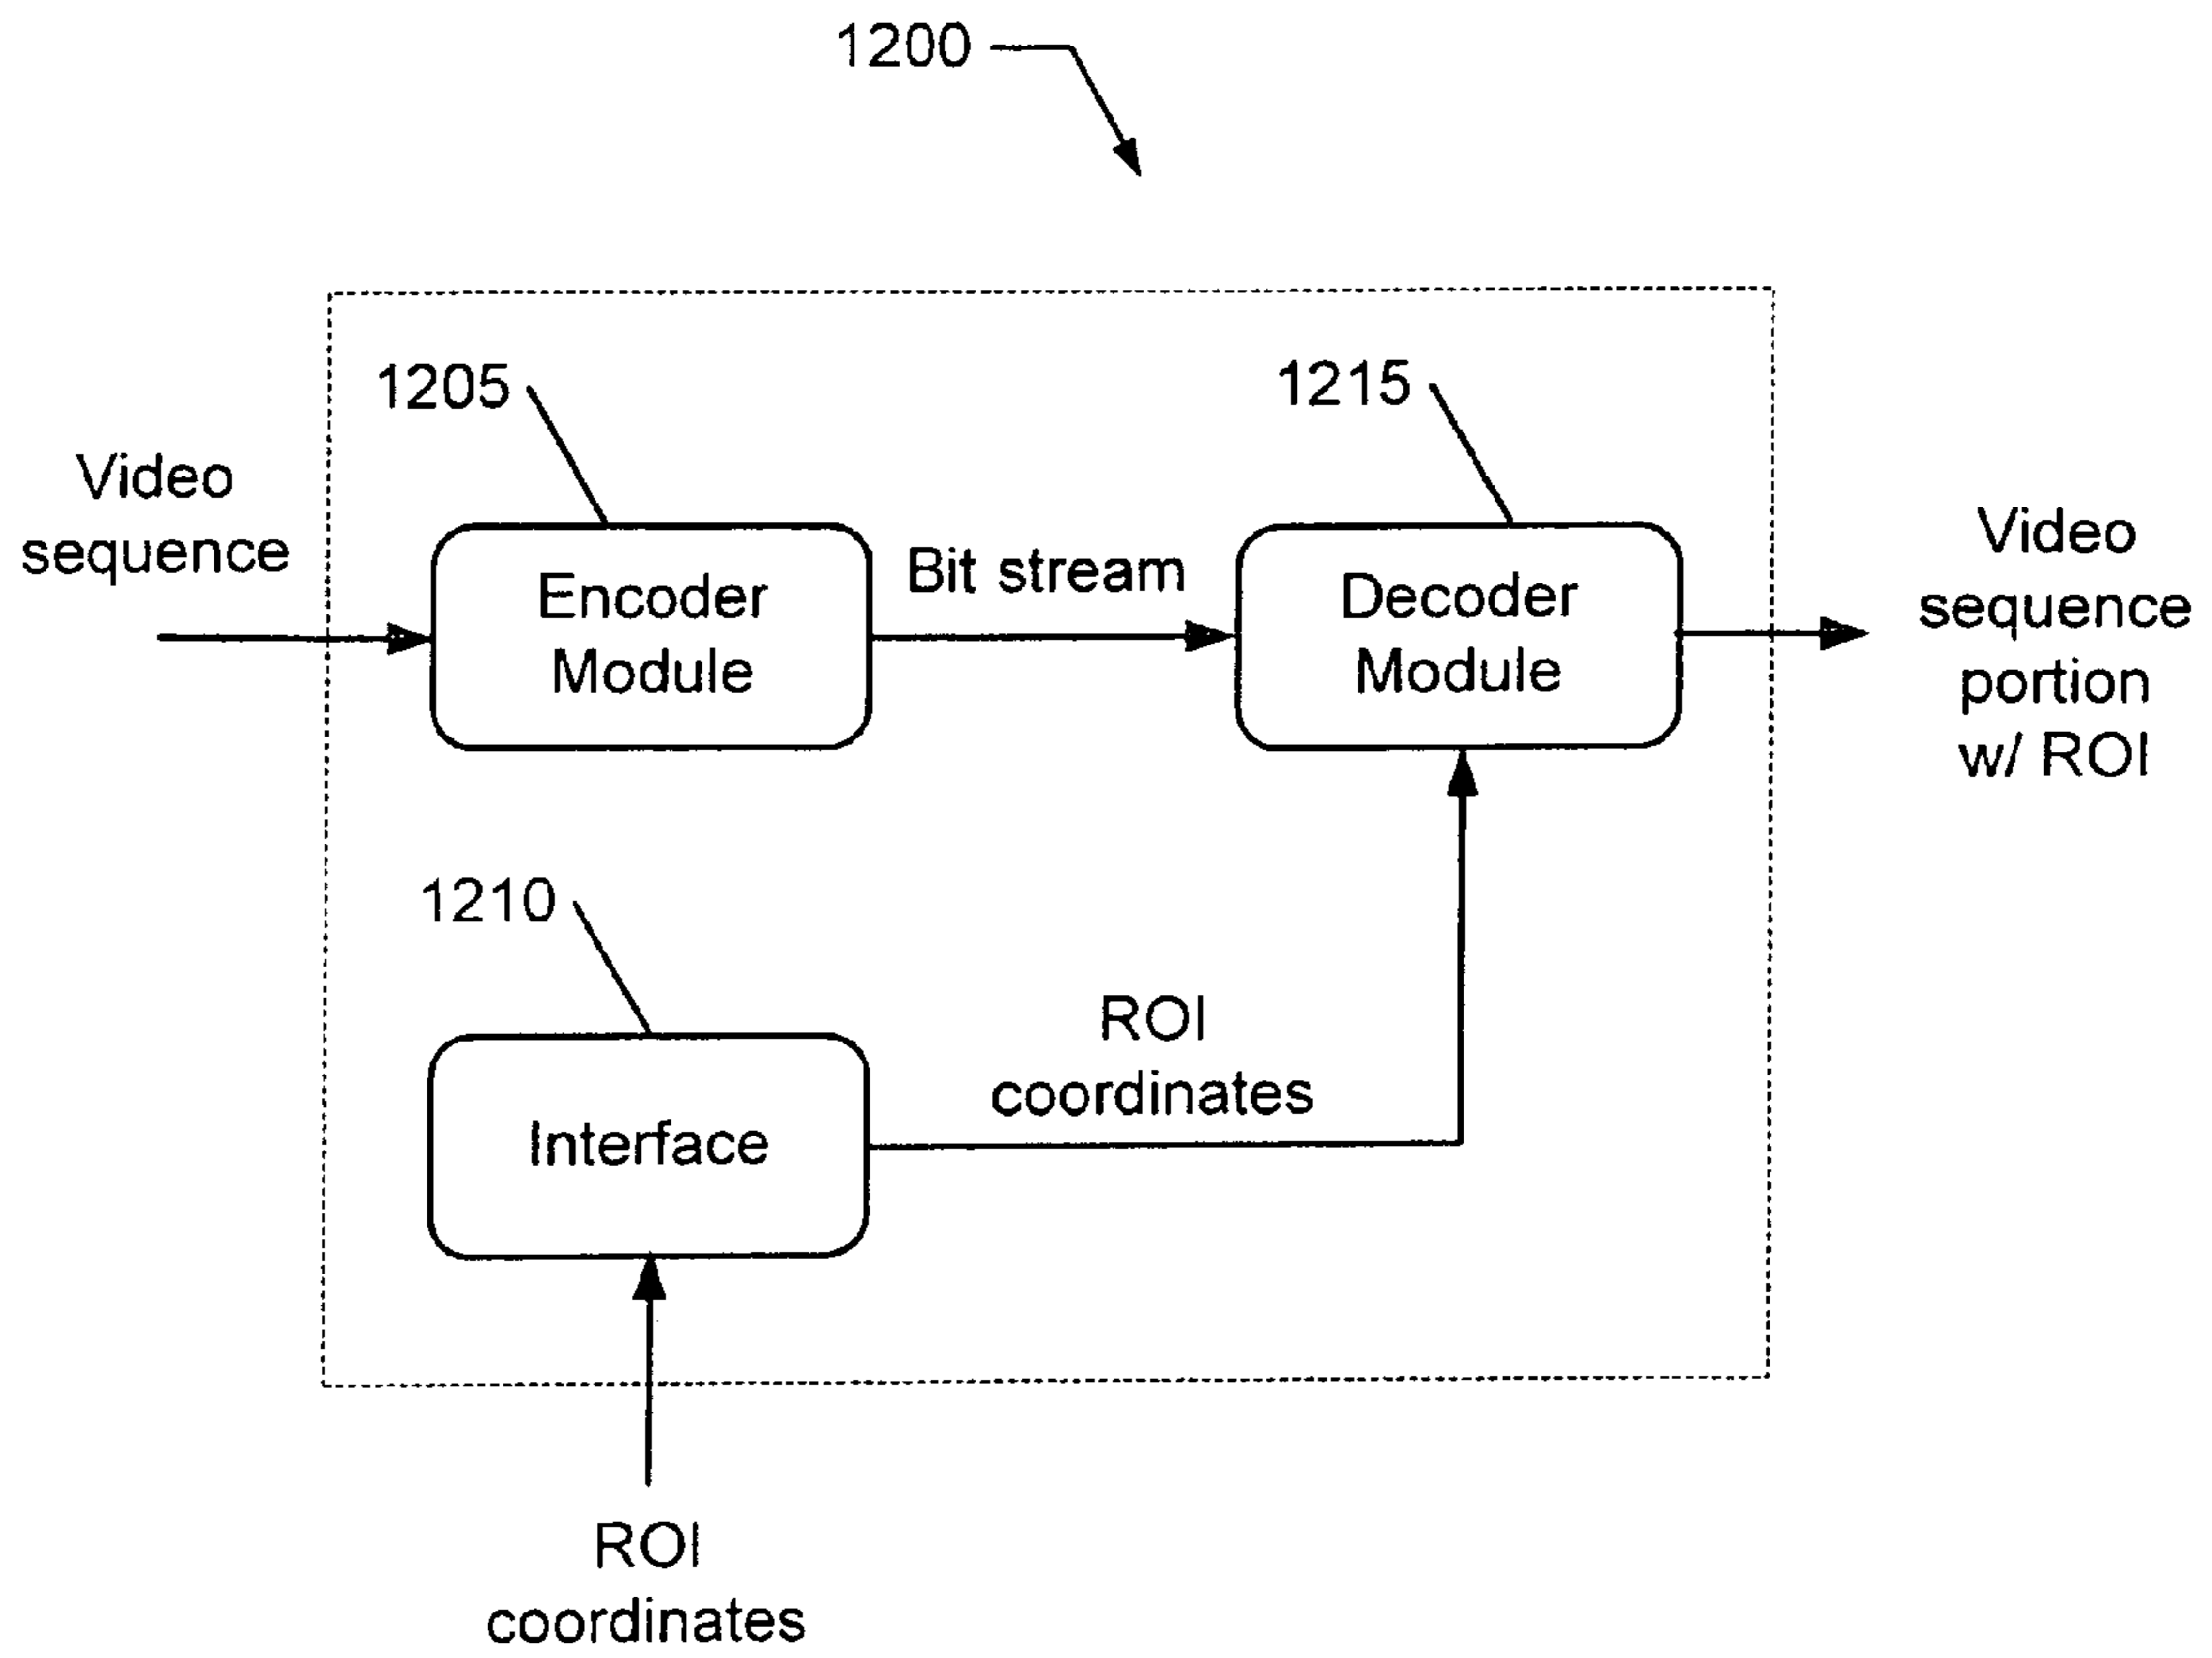 1200
1205
1215
Video
sequence
Encoder
Module
Bit stream
Decoder
Module
Video
sequence
portion
w/ ROI
1210
Interface
ROI
coordinates
ROI
coordinates